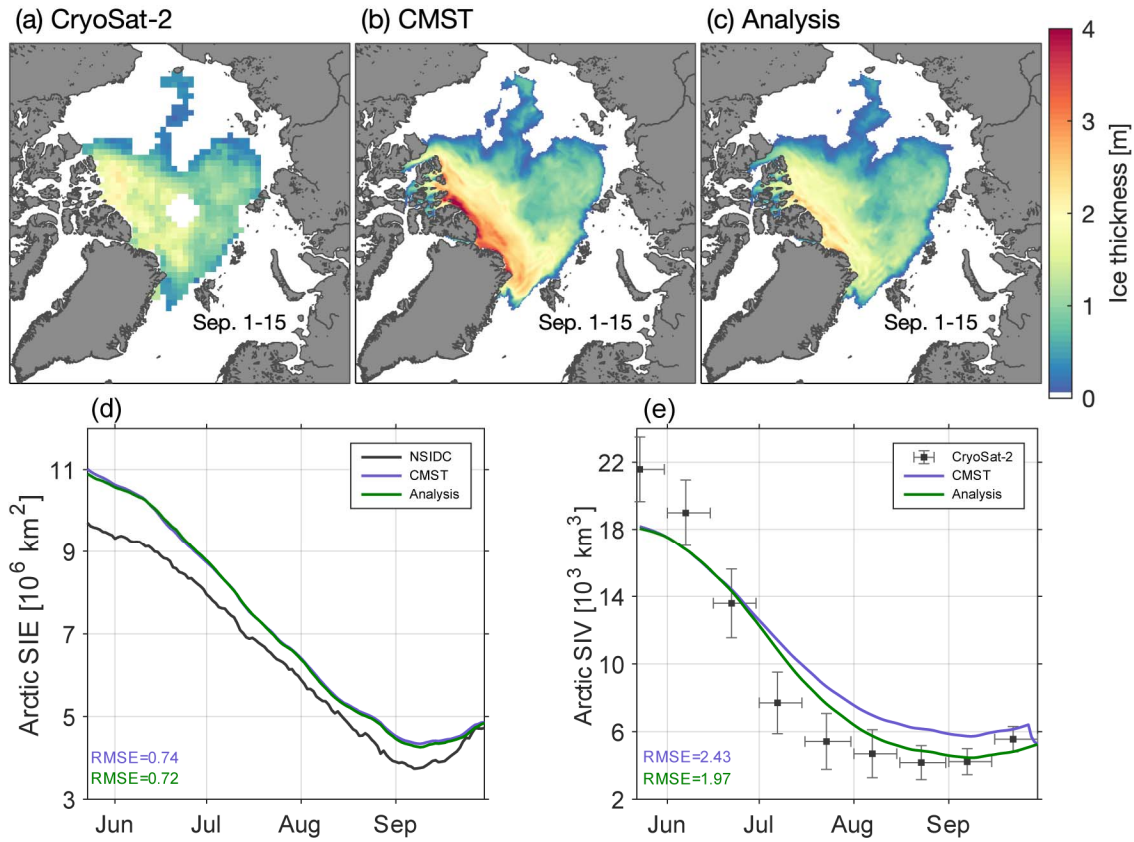 (a) CryoSat-2
(b) CMST
(c) Analysis
Sep. 1-15
Sep. 1-15
Sep. 1-15
4
3
2
1
0
Ice thickness [m]
(d)
Arctic SIE [10⁶ km²]
11
9
7
5
3
NSIDC
CMST
Analysis
RMSE=0.74
RMSE=0.72
Jun
Jul
Aug
Sep
(e)
Arctic SIV [10³ km³]
22
18
14
10
6
2
CryoSat-2
CMST
Analysis
RMSE=2.43
RMSE=1.97
Jun
Jul
Aug
Sep